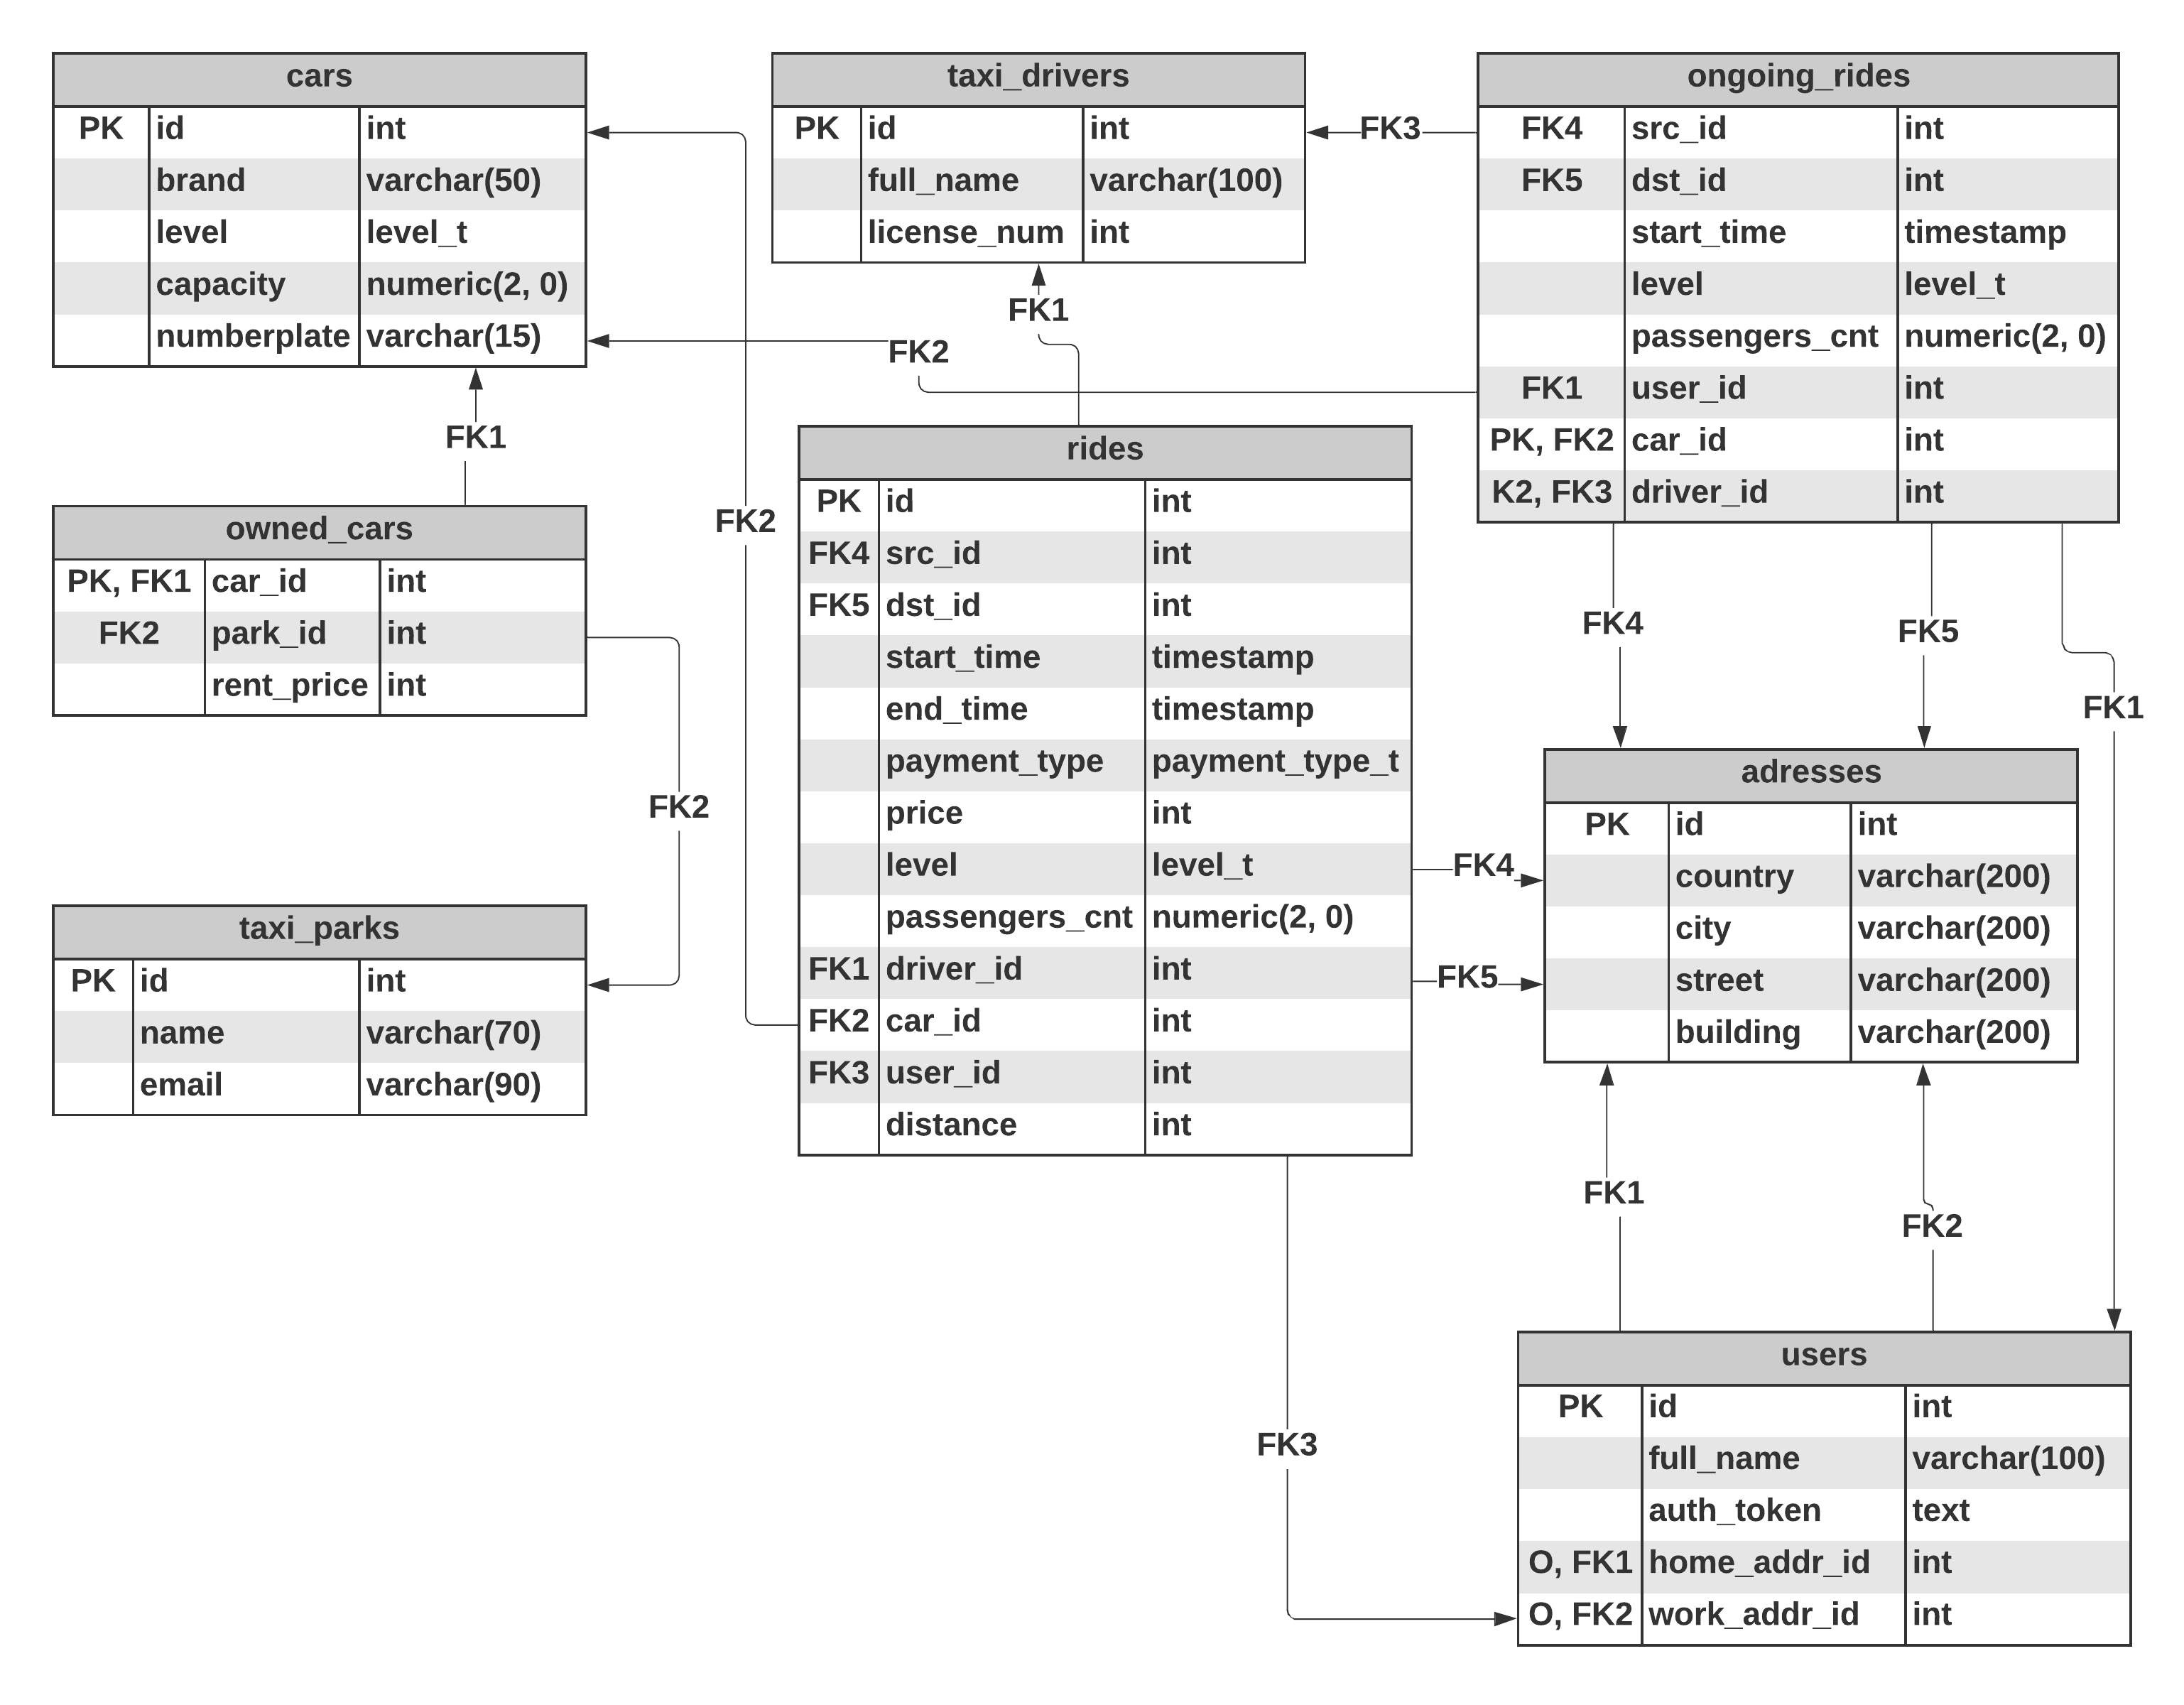 cars
PK id int
brand varchar(50)
level level_t
capacity numeric(2, 0)
numberplate varchar(15)
taxi_drivers
PK id int
full_name varchar(100)
license_num int
ongoing_rides
FK4 src_id int
FK5 dst_id int
start_time timestamp
level level_t
passengers_cnt numeric(2, 0)
FK1 user_id int
PK, FK2 car_id int
K2, FK3 driver_id int
FK3
FK1
FK2
FK1
FK2
owned_cars
PK, FK1 car_id int
FK2 park_id int
rent_price int
FK2
taxi_parks
PK id int
name varchar(70)
email varchar(90)
rides
PK id int
FK4 src_id int
FK5 dst_id int
start_time timestamp
end_time timestamp
payment_type payment_type_t
price int
level level_t
passengers_cnt numeric(2, 0)
FK1 driver_id int
FK2 car_id int
FK3 user_id int
distance int
FK4
FK5
FK1
FK4
FK5
adresses
PK id int
country varchar(200)
city varchar(200)
street varchar(200)
building varchar(200)
FK1
FK2
FK3
users
PK id int
full_name varchar(100)
auth_token text
O, FK1 home_addr_id int
O, FK2 work_addr_id int